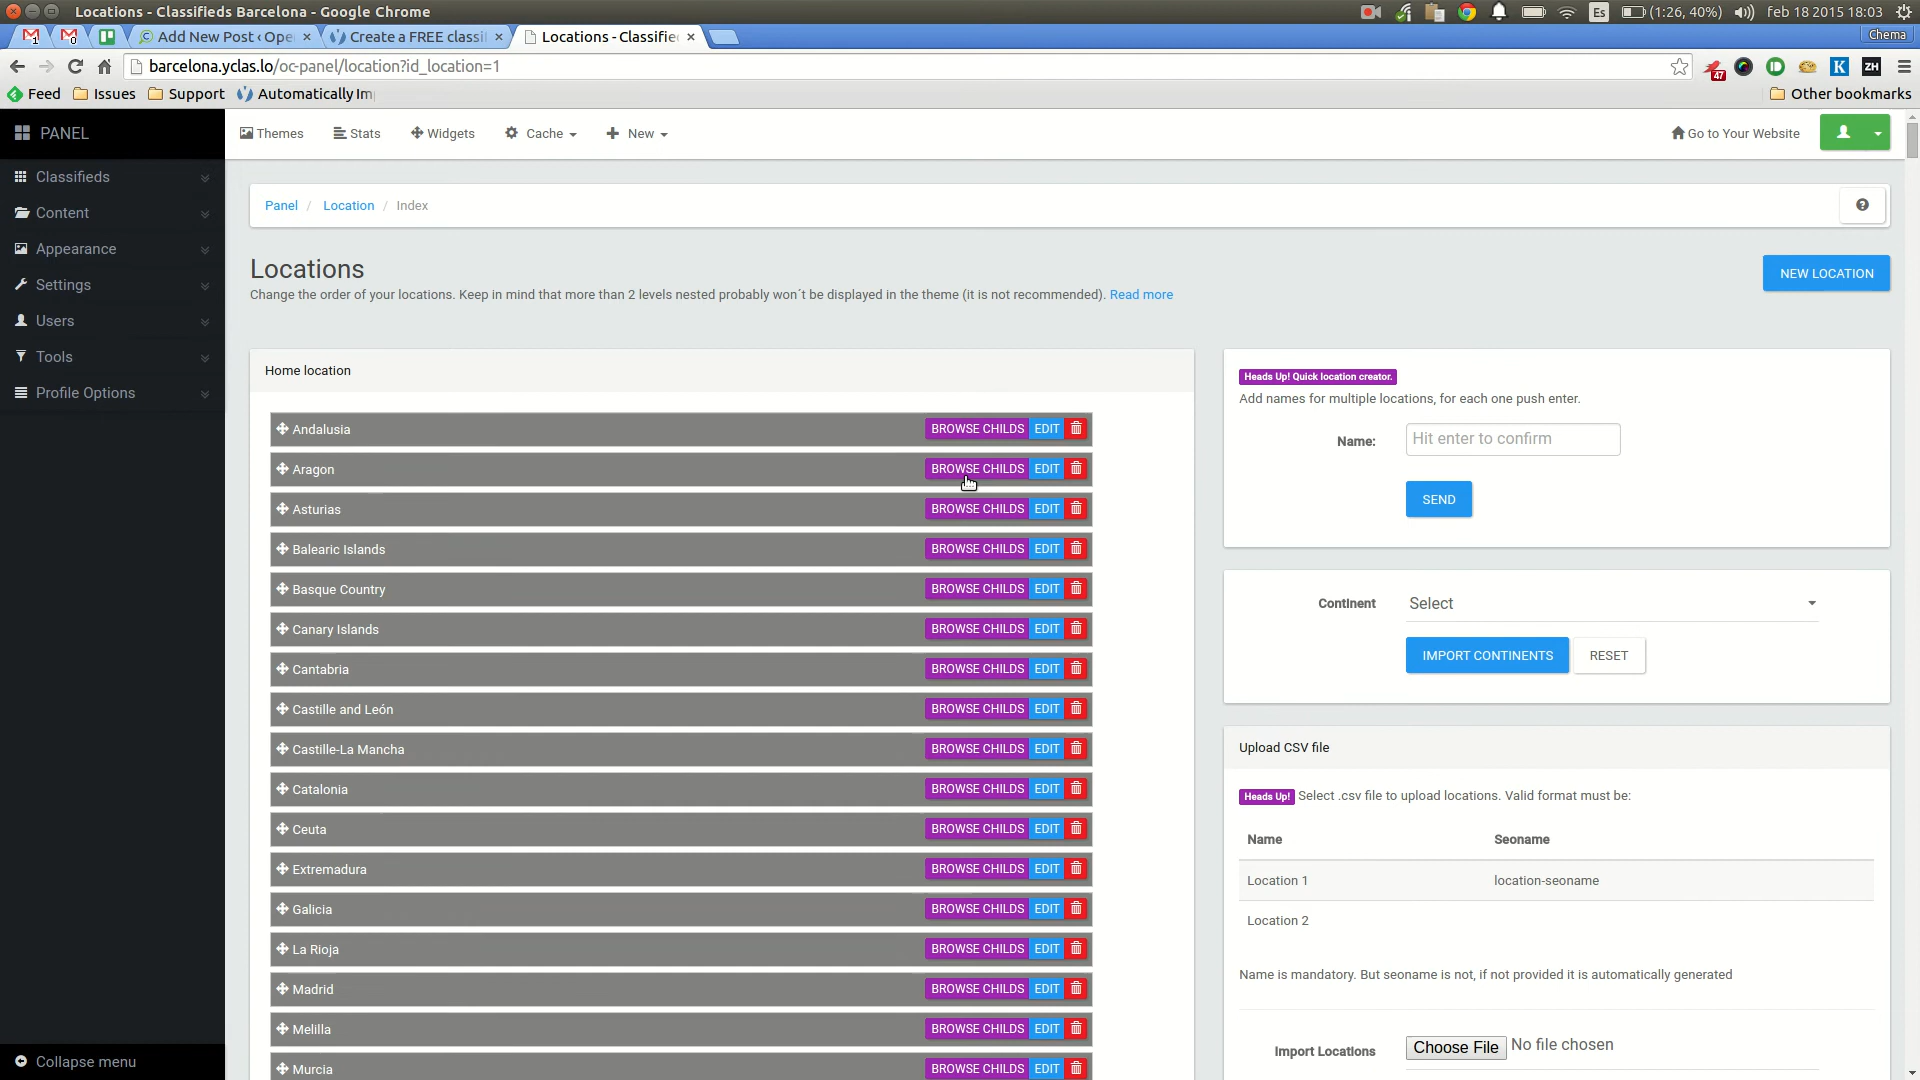 Locations - Classifieds Barcelona - Google Chrome
Es
(1:26, 40%)
feb 18 2015 18:03
Add New Post ‹ Ope
Create a FREE classi
Locations - Classifie
Chema
barcelona.yclas.lo/oc-panel/location?id_location=1
47
ZH
Feed
Issues
Support
Automatically Im
Other bookmarks
PANEL
Themes
Stats
Widgets
Cache
New
Go to Your Website
Classifieds
Content
Appearance
Settings
Users
Tools
Profile Options
Collapse menu
Panel / Location / Index
Locations
Change the order of your locations. Keep in mind that more than 2 levels nested probably won´t be displayed in the theme (it is not recommended). Read more
NEW LOCATION
Home location
Andalusia BROWSE CHILDS EDIT
Aragon BROWSE CHILDS EDIT
Asturias BROWSE CHILDS EDIT
Balearic Islands BROWSE CHILDS EDIT
Basque Country BROWSE CHILDS EDIT
Canary Islands BROWSE CHILDS EDIT
Cantabria BROWSE CHILDS EDIT
Castille and León BROWSE CHILDS EDIT
Castille-La Mancha BROWSE CHILDS EDIT
Catalonia BROWSE CHILDS EDIT
Ceuta BROWSE CHILDS EDIT
Extremadura BROWSE CHILDS EDIT
Galicia BROWSE CHILDS EDIT
La Rioja BROWSE CHILDS EDIT
Madrid BROWSE CHILDS EDIT
Melilla BROWSE CHILDS EDIT
Murcia BROWSE CHILDS EDIT
Heads Up! Quick location creator.
Add names for multiple locations, for each one push enter.
Name: Hit enter to confirm
SEND
Continent Select
IMPORT CONTINENTS RESET
Upload CSV file
Heads Up! Select .csv file to upload locations. Valid format must be:
Name Seoname
Location 1 location-seoname
Location 2
Name is mandatory. But seoname is not, if not provided it is automatically generated
Import Locations Choose File No file chosen